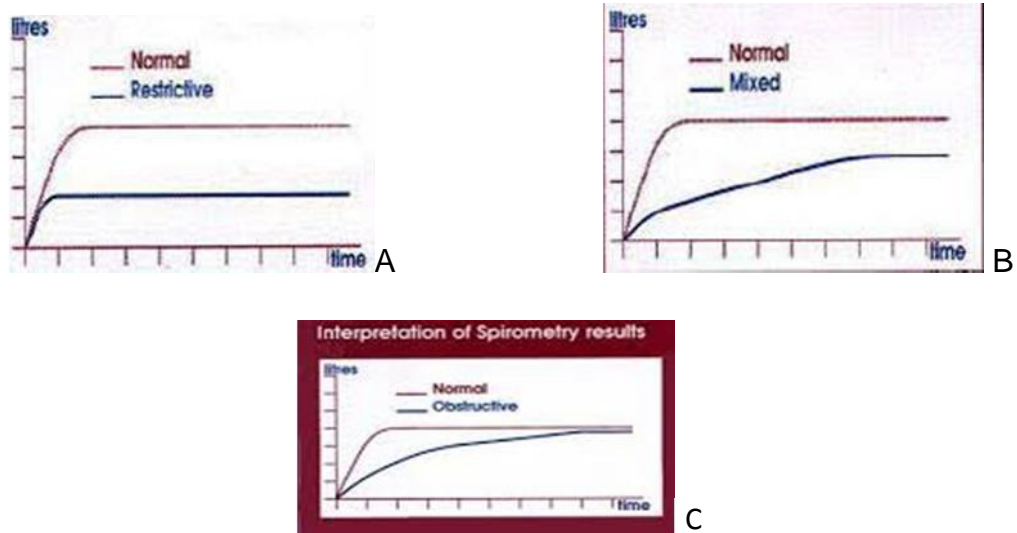 litres
Normal
Restrictive
time
A
litres
Normal
Mixed
time
B
Interpretation of Spirometry results
litres
Normal
Obstructive
time
C